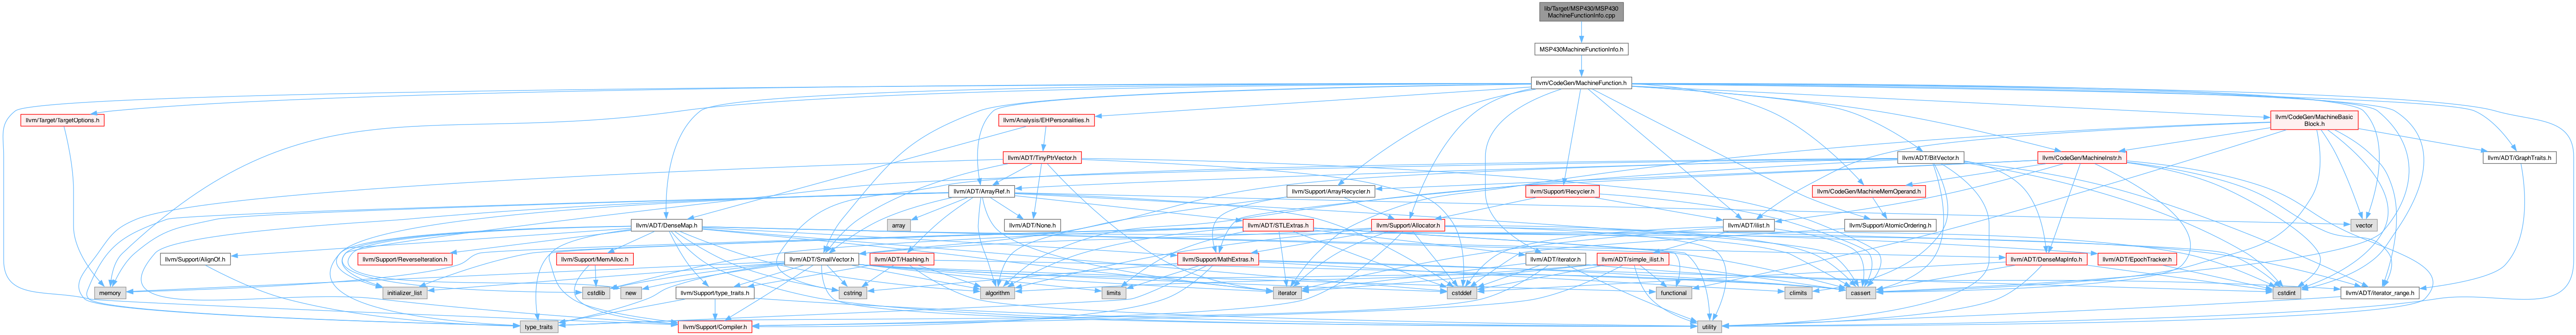 lib/Target/MSP430/MSP430
MachineFunctionInfo.cpp
MSP430MachineFunctionInfo.h
llvm/CodeGen/MachineFunction.h
llvm/Target/TargetOptions.h
llvm/Analysis/EHPersonalities.h
llvm/CodeGen/MachineBasic
Block.h
llvm/ADT/TinyPtrVector.h
llvm/ADT/BitVector.h
llvm/CodeGen/MachineInstr.h
llvm/ADT/GraphTraits.h
llvm/ADT/ArrayRef.h
llvm/Support/ArrayRecycler.h
llvm/Support/Recycler.h
llvm/CodeGen/MachineMemOperand.h
llvm/ADT/DenseMap.h
array
llvm/ADT/None.h
llvm/ADT/STLExtras.h
llvm/Support/Allocator.h
llvm/ADT/ilist.h
llvm/Support/AtomicOrdering.h
vector
llvm/Support/AlignOf.h
llvm/Support/ReverseIteration.h
llvm/Support/MemAlloc.h
llvm/ADT/SmallVector.h
llvm/ADT/Hashing.h
llvm/Support/MathExtras.h
llvm/ADT/iterator.h
llvm/ADT/simple_ilist.h
llvm/ADT/DenseMapInfo.h
llvm/ADT/EpochTracker.h
memory
initializer_list
cstdlib
new
llvm/Support/type_traits.h
cstring
algorithm
limits
iterator
cstddef
functional
climits
cassert
cstdint
llvm/ADT/iterator_range.h
type_traits
llvm/Support/Compiler.h
utility